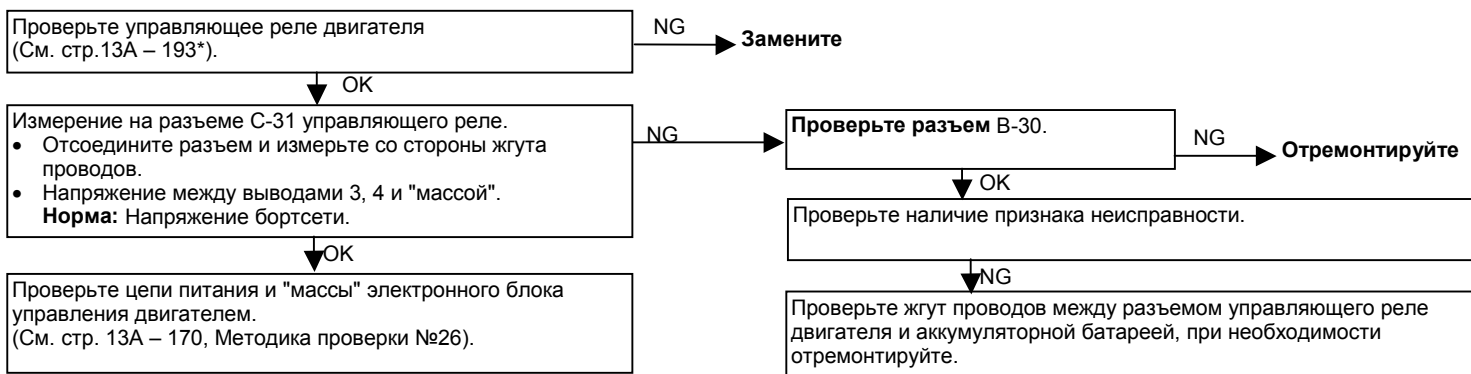 Проверьте управляющее реле двигателя
(См. стр.13А – 193*).
NG
Замените
OK
Измерение на разъеме С-31 управляющего реле.
• Отсоедините разъем и измерьте со стороны жгута
проводов.
• Напряжение между выводами 3, 4 и "массой".
Норма: Напряжение бортсети.
NG
Проверьте разъем В-30.
NG
Отремонтируйте
OK
Проверьте наличие признака неисправности.
OK
NG
Проверьте цепи питания и "массы" электронного блока
управления двигателем.
(См. стр. 13А – 170, Методика проверки №26).
Проверьте жгут проводов между разъемом управляющего реле
двигателя и аккумуляторной батареей, при необходимости
отремонтируйте.